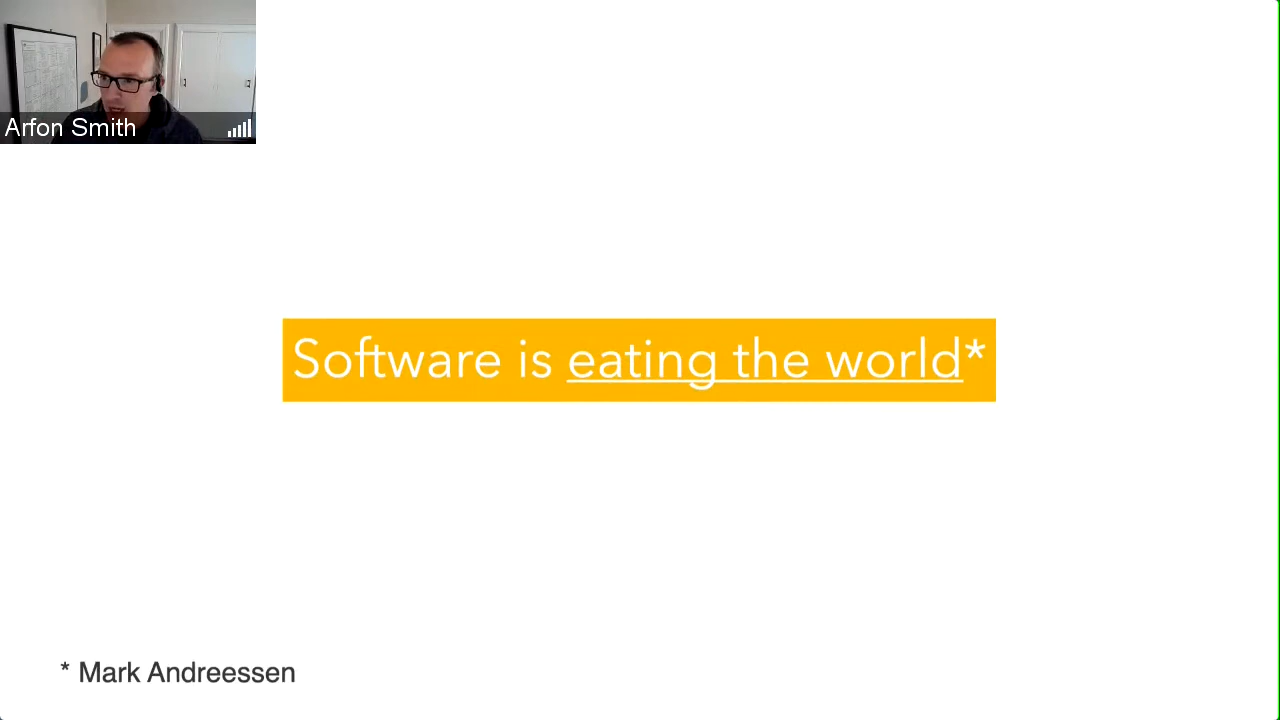 Arfon Smith
Software is eating the world*
* Mark Andreessen